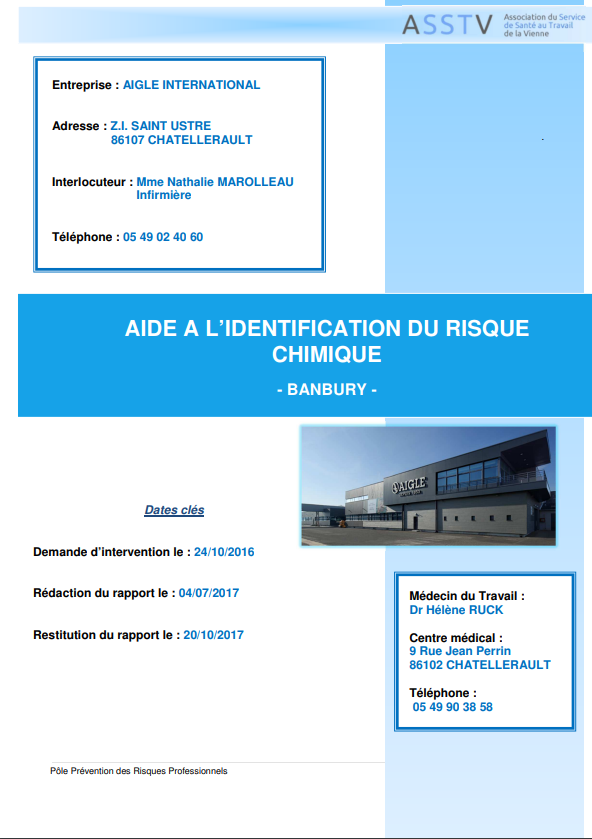 ASSTV
Association du Service
de Santé au Travail
de la Vienne
Entreprise : AIGLE INTERNATIONAL
Adresse : Z.I. SAINT USTRE
86107 CHATELLERAULT
Interlocuteur : Mme Nathalie MAROLLEAU
Infirmière
Téléphone : 05 49 02 40 60
AIDE A L’IDENTIFICATION DU RISQUE
CHIMIQUE
- BANBURY -
AIGLE
Dates clés
Demande d’intervention le : 24/10/2016
Rédaction du rapport le : 04/07/2017
Restitution du rapport le : 20/10/2017
Médecin du Travail :
Dr Hélène RUCK
Centre médical :
9 Rue Jean Perrin
86102 CHATELLERAULT
Téléphone :
05 49 90 38 58
Pôle Prévention des Risques Professionnels